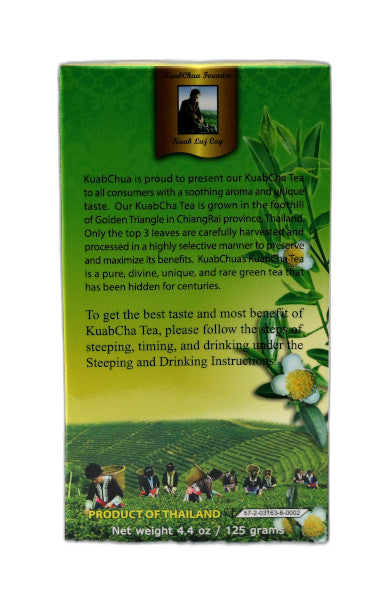 KuabChua Founder
Kuab Luz Cag
KuabChua is proud to present our KuabCha Tea
to all consumers with a soothing aroma and unique
taste. Our KuabCha Tea is grown in the foothill
of Golden Triangle in ChiangRai province, Thailand.
Only the top 3 leaves are carefully harvested and
processed in a highly selective manner to preserve
and maximize its benefits. KuabChua's KuabCha Tea
is a pure, divine, unique, and rare green tea that
has been hidden for centuries.
To get the best taste and most benefit of
KuabCha Tea, please follow the steps of
steeping, timing, and drinking under the
Steeping and Drinking Instructions.
PRODUCT OF THAILAND
57-2-03163-6-0002
Net weight 4.4 oz / 125 grams